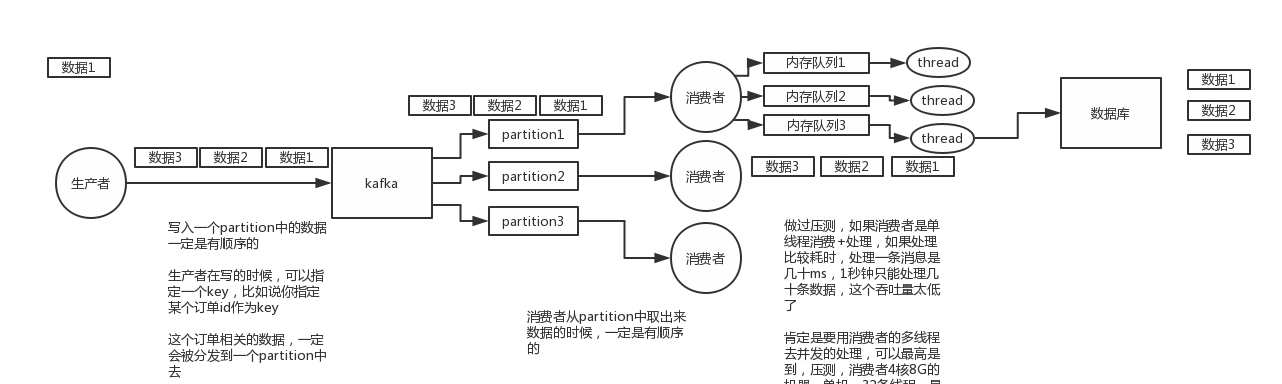 数据1
生产者
数据3 数据2 数据1
kafka
数据3 数据2 数据1
partition1
partition2
partition3
消费者
消费者
消费者
内存队列1
内存队列2
内存队列3
thread
thread
thread
数据3 数据2 数据1
数据库
数据1
数据2
数据3
写入一个partition中的数据
一定是有顺序的
生产者在写的时候，可以指
定一个key，比如说你指定
某个订单id作为key
这个订单相关的数据，一定
会被分发到一个partition中
去
消费者从partition中取出来
数据的时候，一定是有顺序
的
做过压测，如果消费者是单
线程消费+处理，如果处理
比较耗时，处理一条消息是
几十ms，1秒钟只能处理几
十条数据，这个吞吐量太低
了
肯定是要用消费者的多线程
去并发的处理，可以最高是
到，压测，消费者4核8G的